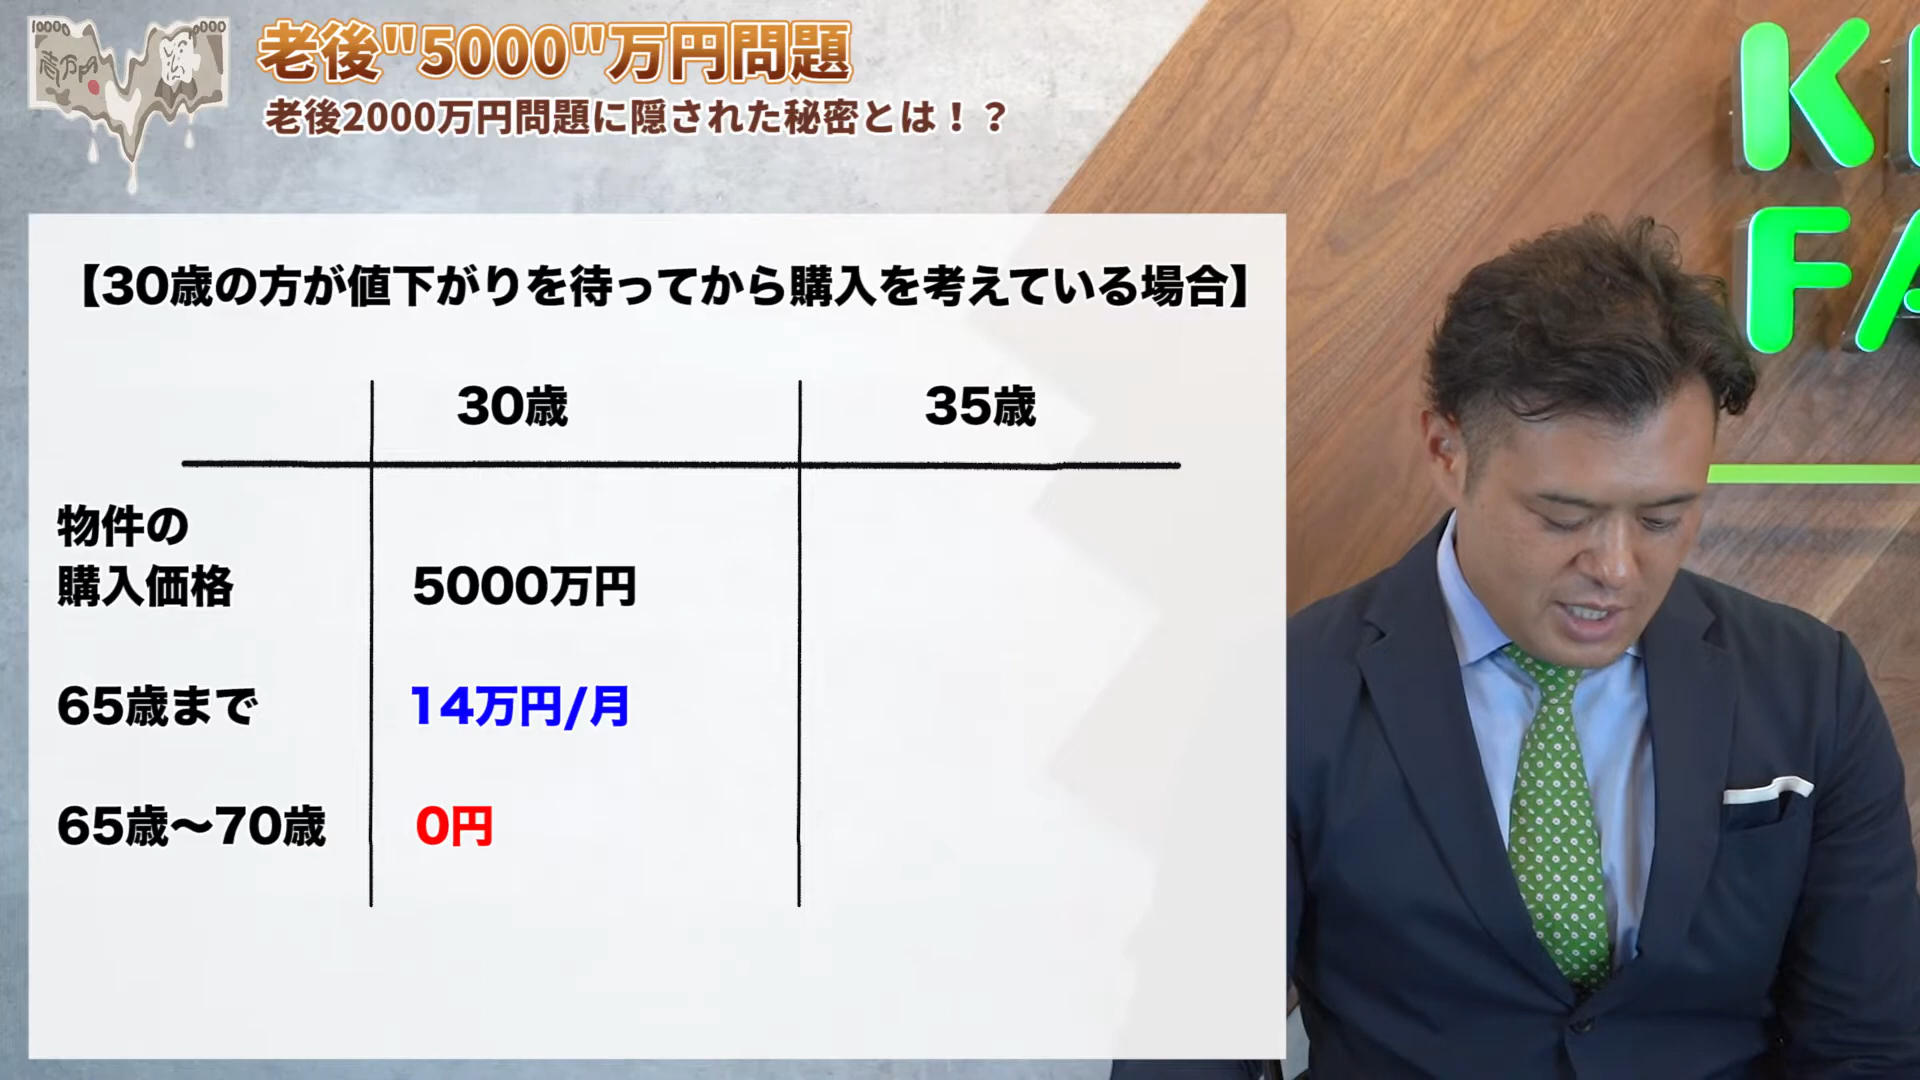 老後"5000"万円問題
老後2000万円問題に隠された秘密とは！？
【30歳の方が値下がりを待ってから購入を考えている場合】
30歳 35歳
物件の
購入価格 5000万円
65歳まで 14万円/月
65歳〜70歳 0円
K
FA